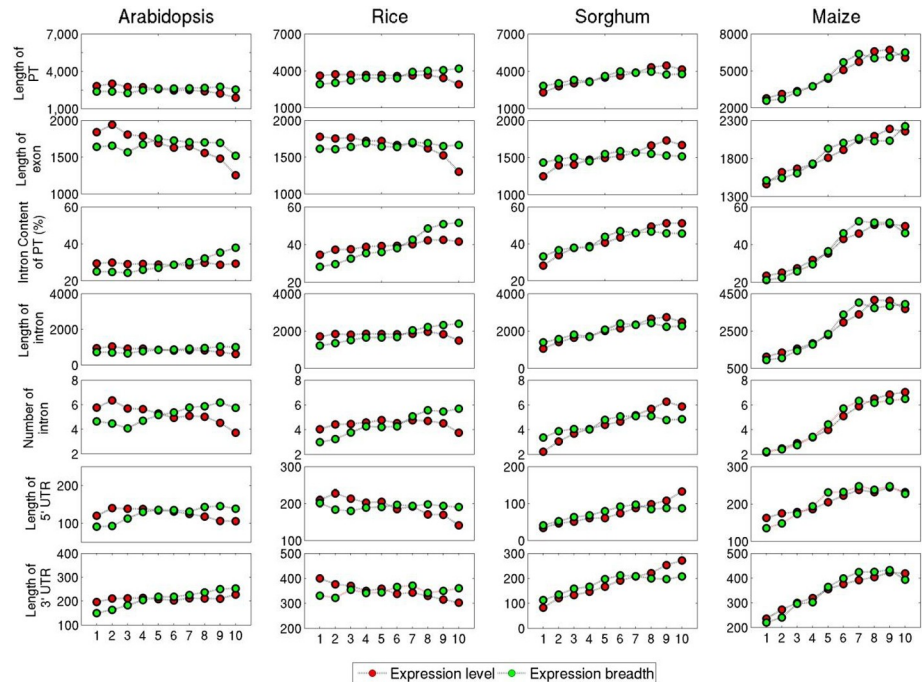 Arabidopsis Rice Sorghum Maize
Length of
PT
7,000 7000 7000 8000
4,000 4000 4000 6000
4000
1,000 1000 1000 2000
Length of
exon
2000 2000 2000 2300
1500 1500 1500 1800
1000 1000 1000 1300
Intron Content
of PT (%)
60 60 60 60
40 40 40 40
20 20 20 20
Length of
intron
4000 4000 4000 4500
2000 2000 2000 2500
0 0 0 500
Number of
intron
8 8 8 8
6 6 6 6
4 4 4 4
2 2 2 2
Length of
5' UTR
200 300 200 300
200 100 200
100 100 0 100
Length of
3' UTR
400 500 300 500
300 400 200 400
200 300 100 300
100 200 0 200
1 2 3 4 5 6 7 8 9 10 1 2 3 4 5 6 7 8 9 10 1 2 3 4 5 6 7 8 9 10 1 2 3 4 5 6 7 8 9 10
Expression level Expression breadth